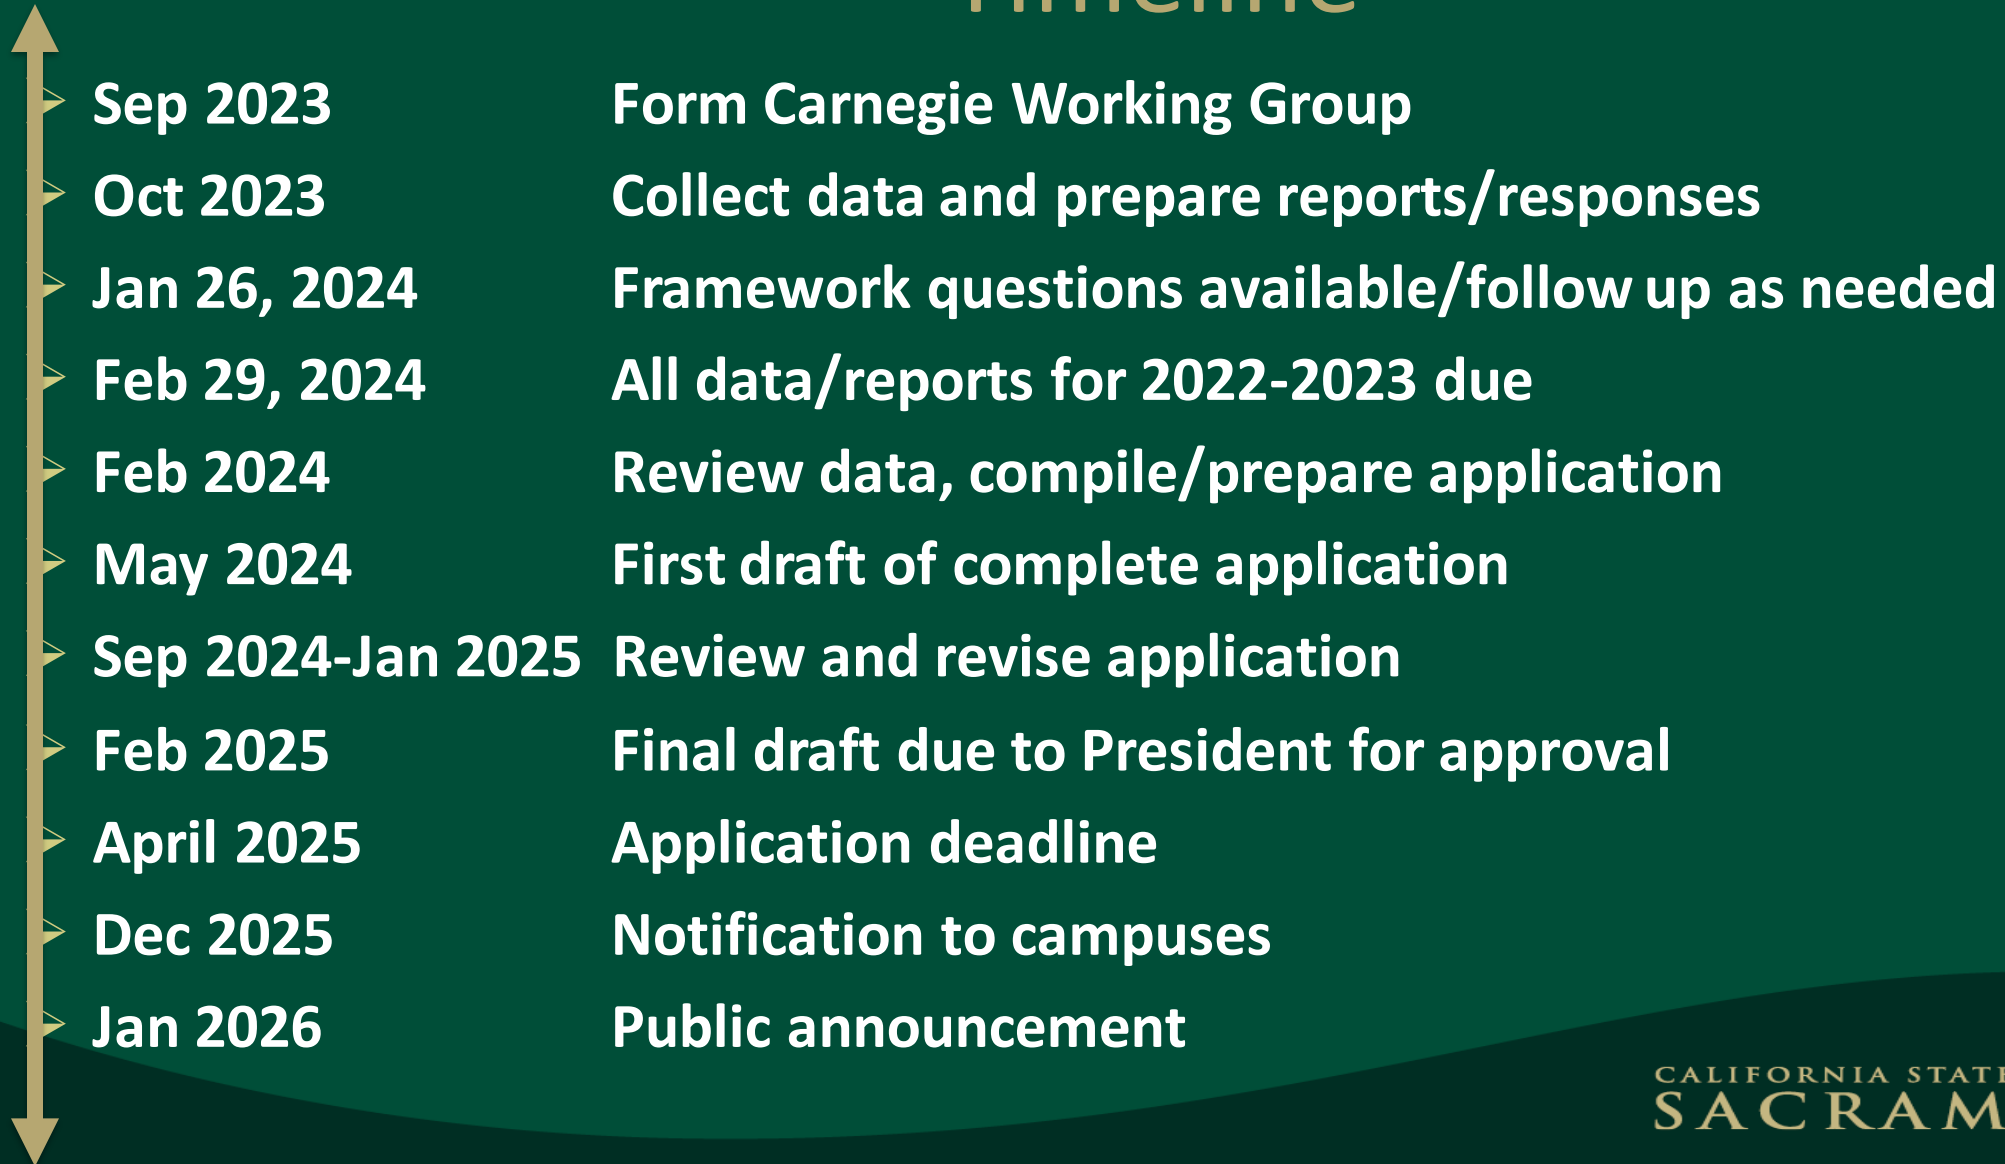 Timeline
Sep 2023 Form Carnegie Working Group
Oct 2023 Collect data and prepare reports/responses
Jan 26, 2024 Framework questions available/follow up as needed
Feb 29, 2024 All data/reports for 2022-2023 due
Feb 2024 Review data, compile/prepare application
May 2024 First draft of complete application
Sep 2024-Jan 2025 Review and revise application
Feb 2025 Final draft due to President for approval
April 2025 Application deadline
Dec 2025 Notification to campuses
Jan 2026 Public announcement
CALIFORNIA STATE
SACRAM